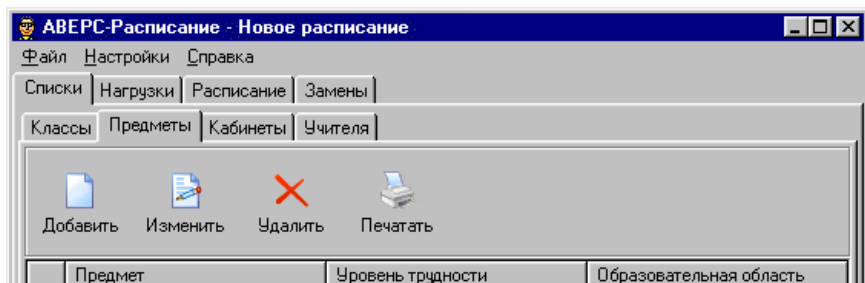 АВЕРС-Расписание - Новое расписание
Файл Настройки Справка
Списки Нагрузки Расписание Замены
Классы Предметы Кабинеты Учителя
Добавить Изменить Удалить Печатать
Предмет Уровень трудности Образовательная область